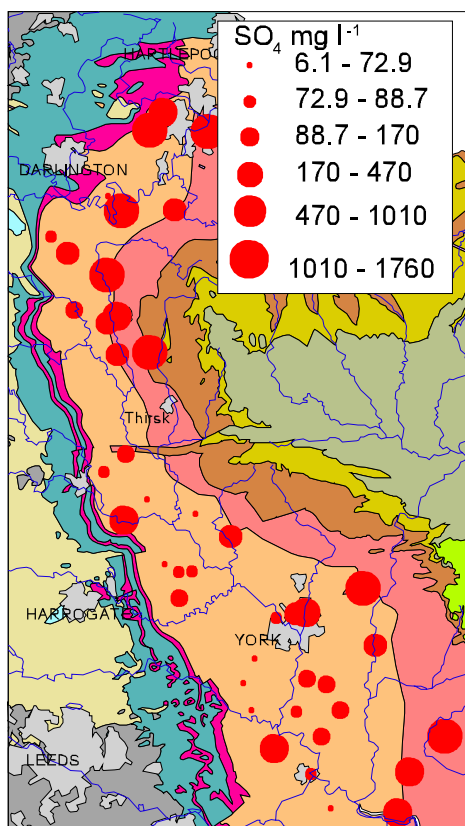 HARTLEPO
SO4 mg l-1
6.1 - 72.9
72.9 - 88.7
88.7 - 170
170 - 470
470 - 1010
1010 - 1760
DARLINGTON
Thirsk
HARROGATE
YORK
LEEDS